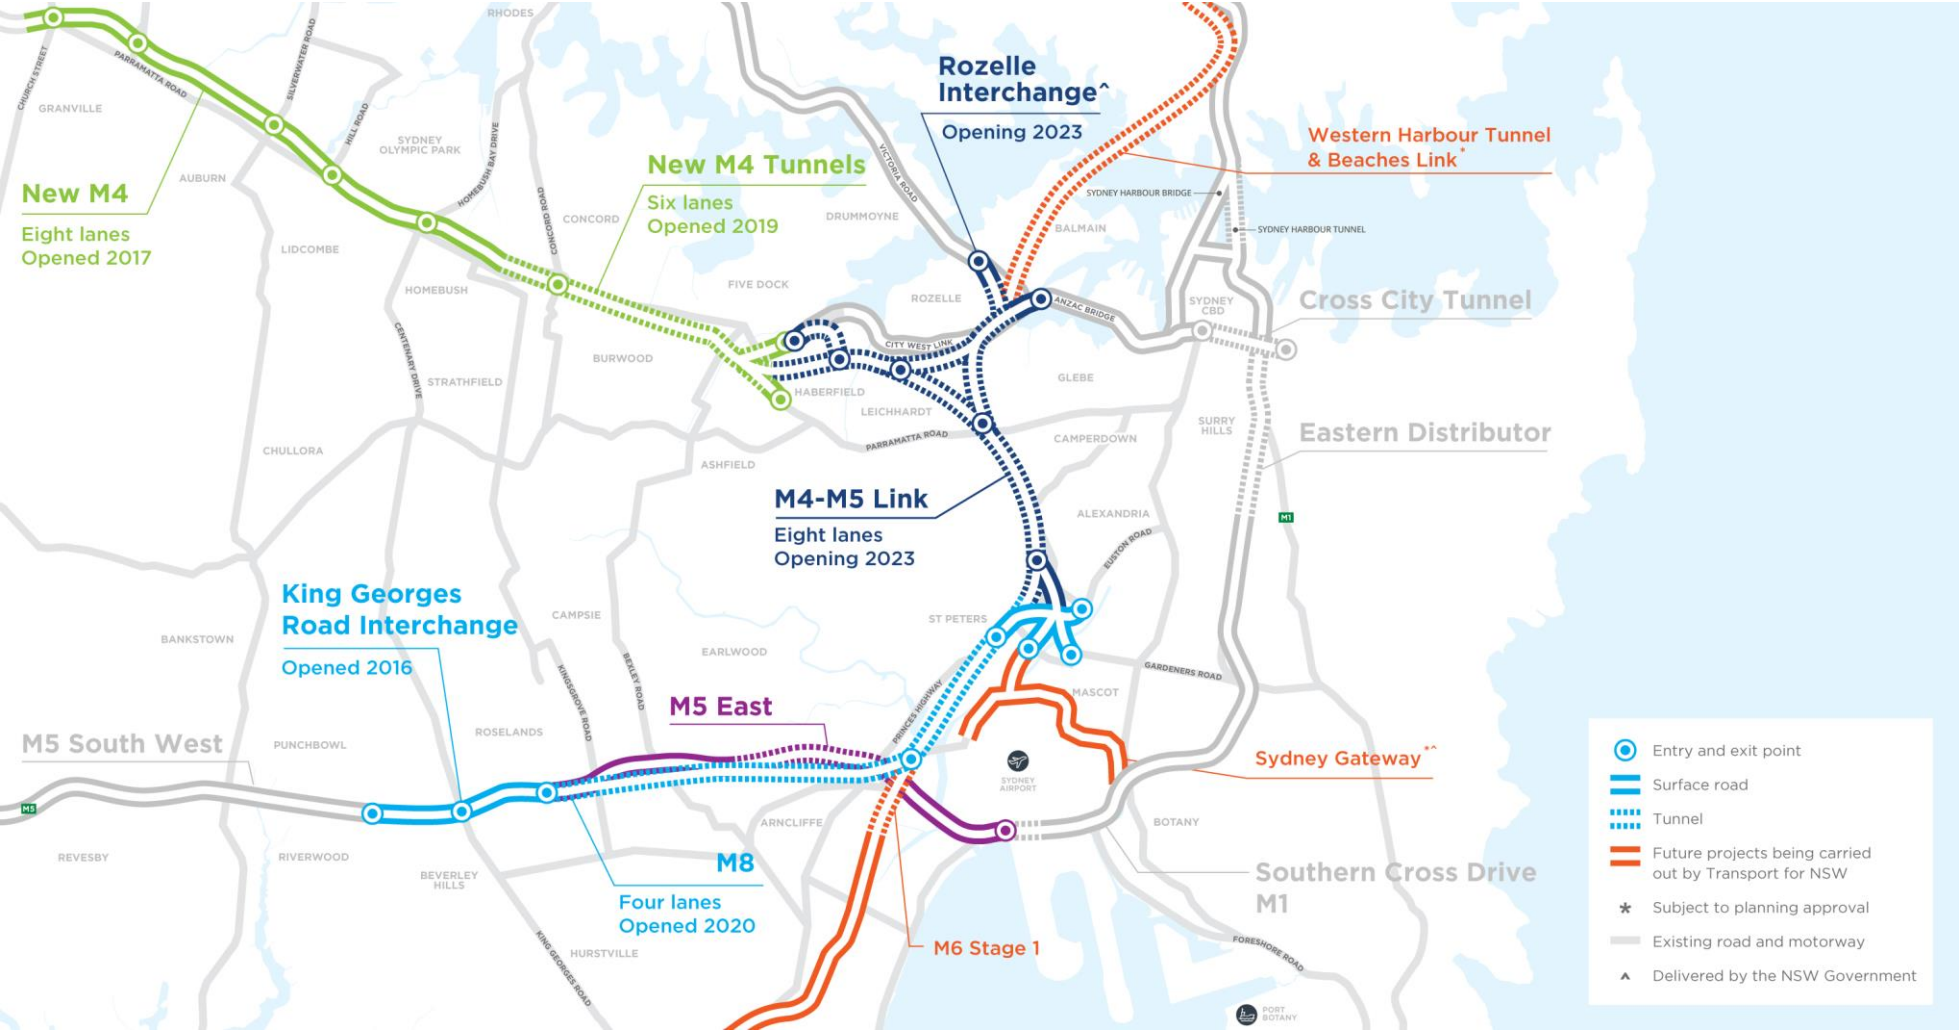 RHODES
CHURCH STREET
PARRAMATTA ROAD
SILVERWATER ROAD
GRANVILLE
HILL ROAD
SYDNEY
OLYMPIC PARK
HOMEBUSH BAY DRIVE
AUBURN
New M4
Eight lanes
Opened 2017
LIDCOMBE
HOMEBUSH
CONCORD ROAD
CONCORD
New M4 Tunnels
Six lanes
Opened 2019
DRUMMOYNE
VICTORIA ROAD
Rozelle
Interchange^
Opening 2023
Western Harbour Tunnel
& Beaches Link*
SYDNEY HARBOUR BRIDGE
SYDNEY HARBOUR TUNNEL
BALMAIN
FIVE DOCK
ROZELLE
ANZAC BRIDGE
SYDNEY
CBD
Cross City Tunnel
CITY WEST LINK
BURWOOD
CENTENARY DRIVE
STRATHFIELD
HABERFIELD
LEICHHARDT
GLEBE
PARRAMATTA ROAD
CAMPERDOWN
SURRY
HILLS
Eastern Distributor
CHULLORA
ASHFIELD
M4-M5 Link
Eight lanes
Opening 2023
ALEXANDRIA
EUSTON ROAD
M1
King Georges
Road Interchange
Opened 2016
CAMPSIE
ST PETERS
BANKSTOWN
EARLWOOD
KINGSGROVE ROAD
BEXLEY ROAD
GARDENERS ROAD
MASCOT
PRINCES HIGHWAY
M5 East
ROSELANDS
M5 South West
PUNCHBOWL
SYDNEY
AIRPORT
Sydney Gateway*^
M5
ARNCLIFFE
BOTANY
REVESBY
RIVERWOOD
BEVERLEY
HILLS
M8
Four lanes
Opened 2020
Southern Cross Drive
M1
KING GEORGES ROAD
HURSTVILLE
M6 Stage 1
FORESHORE ROAD
PORT
BOTANY
Entry and exit point
Surface road
Tunnel
Future projects being carried
out by Transport for NSW
* Subject to planning approval
Existing road and motorway
^ Delivered by the NSW Government